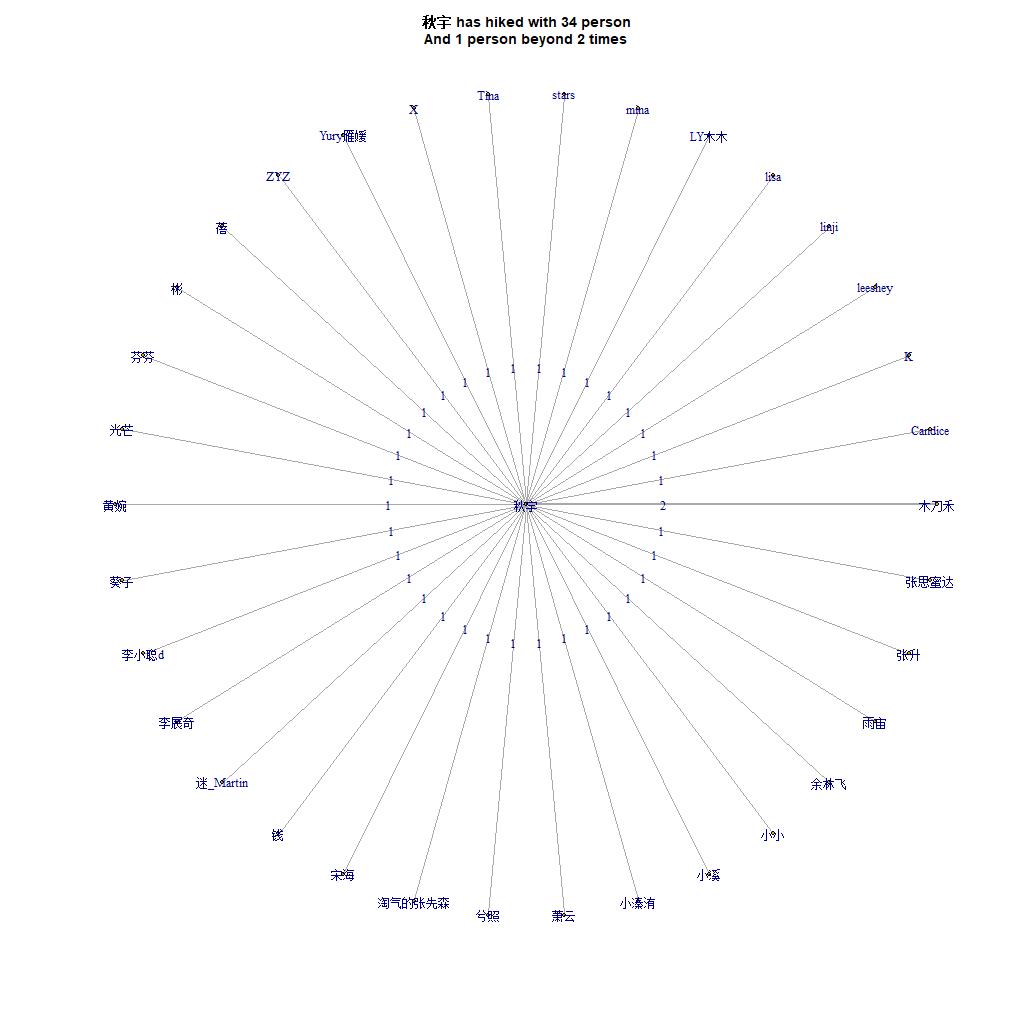 秋宇 has hiked with 34 person
And 1 person beyond 2 times
Tina
stars
X
mina
Yury雁媛
LY木木
ZYZ
lisa
蓓
linji
彬
leeshey
芬芬
K
光芒
Candice
1 1
1 1
1 1
1 1
1 1
1 1
1 1
1 1
黄婉
1
秋宇
2
木刀禾
1 1
1 1
1 1
1 1
1 1
1 1
1 1
1 1
葵子
张思蜜达
李小聪d
张升
李展奇
雨宙
迷_Martin
余林飞
钱
小小
宋海
小溪
淘气的张先森
小溱洧
兮照
萧云